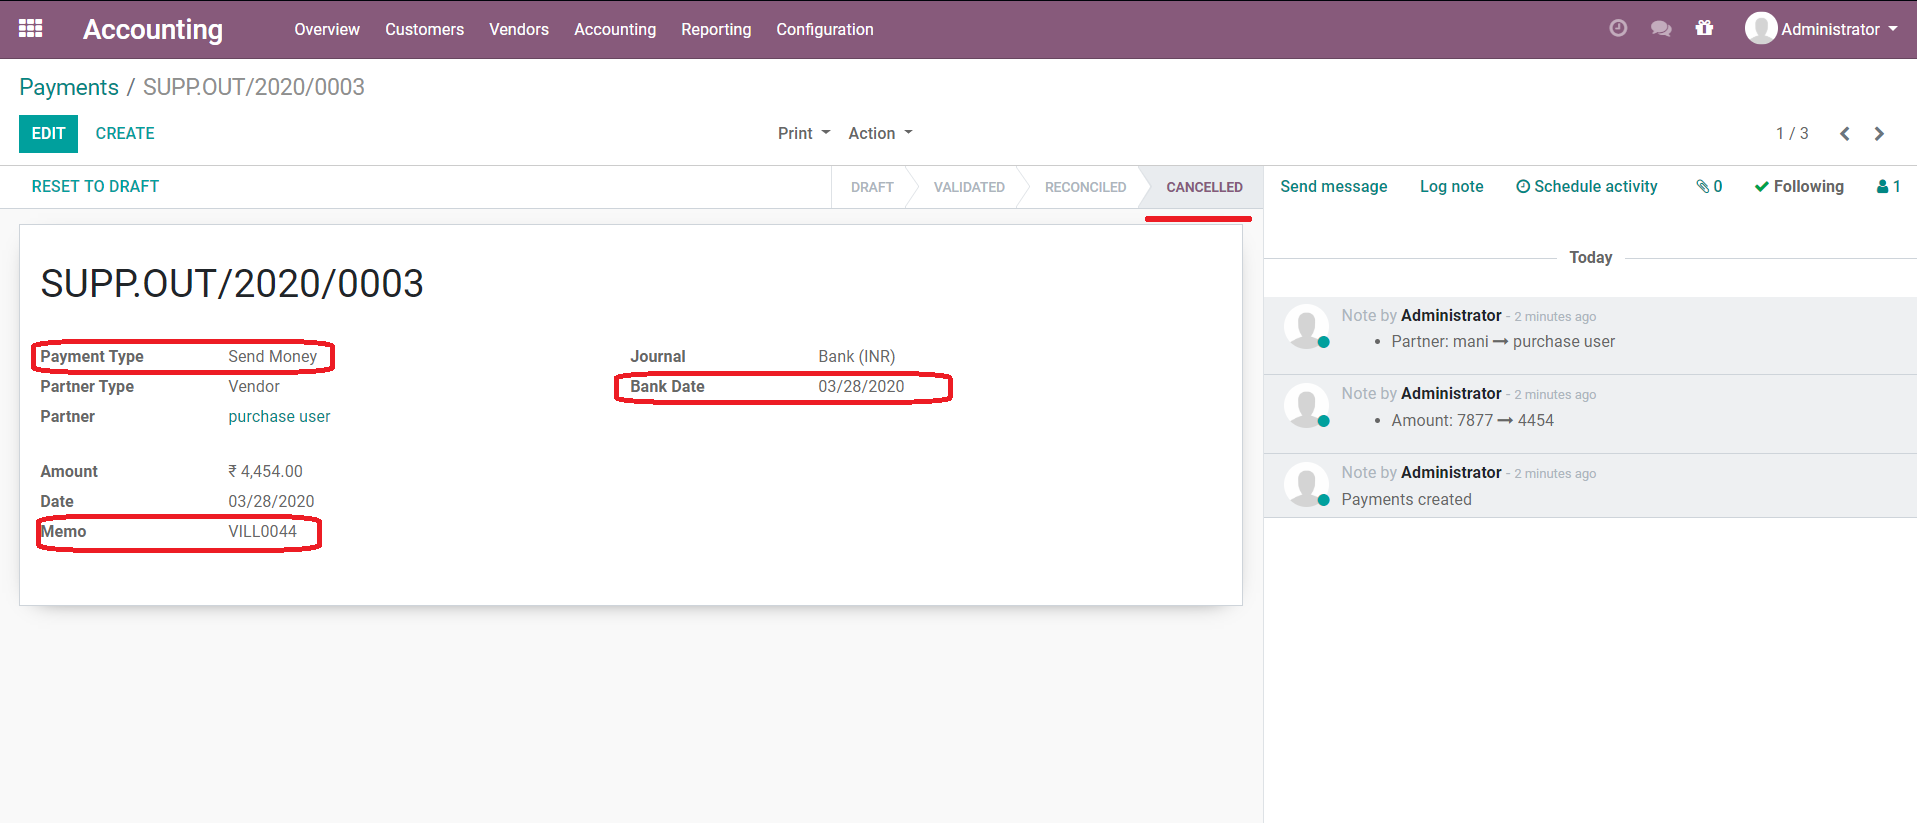 Accounting Overview Customers Vendors Accounting Reporting Configuration Administrator
Payments / SUPP.OUT/2020/0003
EDIT CREATE Print Action 1 / 3
RESET TO DRAFT DRAFT VALIDATED RECONCILED CANCELLED Send message Log note Schedule activity 0 Following 1
SUPP.OUT/2020/0003
Payment Type Send Money
Partner Type Vendor
Partner purchase user
Journal Bank (INR)
Bank Date 03/28/2020
Amount ₹ 4,454.00
Date 03/28/2020
Memo VILL0044
Today
Note by Administrator - 2 minutes ago
• Partner: mani → purchase user
Note by Administrator - 2 minutes ago
• Amount: 7877 → 4454
Note by Administrator - 2 minutes ago
Payments created